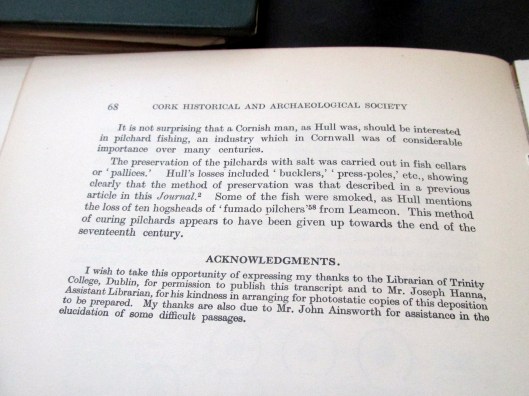 68 CORK HISTORICAL AND ARCHAEOLOGICAL SOCIETY
It is not surprising that a Cornish man, as Hull was, should be interested
in pilchard fishing, an industry which in Cornwall was of considerable
importance over many centuries.
The preservation of the pilchards with salt was carried out in fish cellars
or ' pallices.' Hull's losses included ' bucklers,' ' press-poles,' etc., showing
clearly that the method of preservation was that described in a previous
article in this Journal.² Some of the fish were smoked, as Hull mentions
the loss of ten hogsheads of ' fumado pilchers'⁵⁸ from Leamcon. This method
of curing pilchards appears to have been given up towards the end of the
seventeenth century.
ACKNOWLEDGMENTS.
I wish to take this opportunity of expressing my thanks to the Librarian of Trinity
College, Dublin, for permission to publish this transcript and to Mr. Joseph Hanna,
Assistant Librarian, for his kindness in arranging for photostatic copies of this deposition
to be prepared. My thanks are also due to Mr. John Ainsworth for assistance in the
elucidation of some difficult passages.